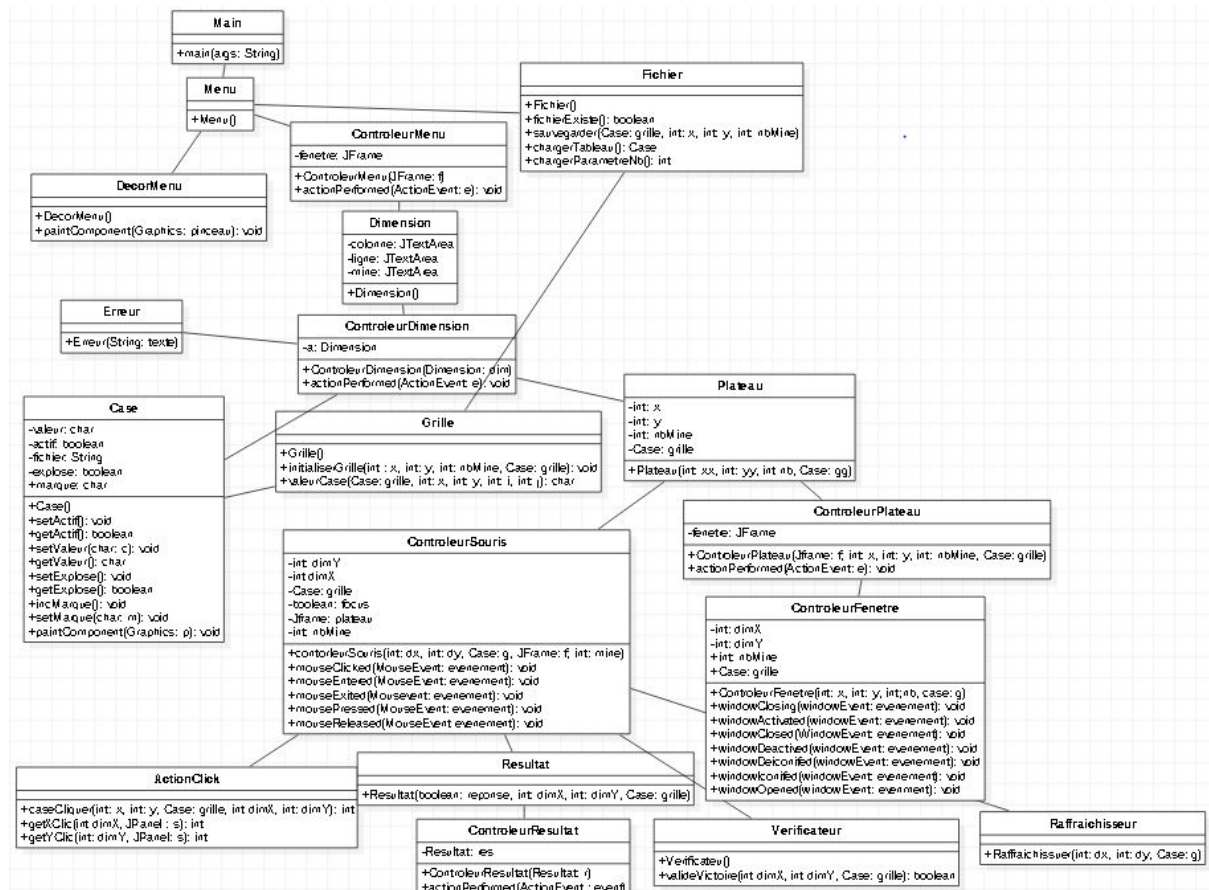 Main
+main(args: String)
Menu
+Menu()
Fichier
+Fichier()
+fichierExiste(): boolean
+sauvegarder(Case: grille, int: x, int y, int nbMine)
+chargerTableau(): Case
+chargerParametreNb(): int
ControleurMenu
-fenetre: JFrame
+ControleurMenu(JFrame: f)
+actionPerformed(ActionEvent: e): void
DecorMenu
+DecorMenu()
+paintComponent(Graphics: pinceau): void
Dimension
-colonne: JTextArea
-ligne: JTextArea
-mine: JTextArea
+Dimension()
Erreur
+Erreur(String: texte)
ControleurDimension
-a: Dimension
+ControleurDimension(Dimension: dim)
+actionPerformed(ActionEvent: e): void
Plateau
-int: x
-int: y
-int: nbMine
-Case: grille
+Plateau(int: xx, int: yy, int: nb, Case: gg)
Case
-valeur: char
-actif: boolean
-fichier: String
-explose: boolean
+marque: char
+Case()
+setActif(): void
+getActif(): boolean
+setValeur(char: c): void
+getValeur(): char
+setExplose(): void
+getExplose(): boolean
+incMarque(): void
+setMarque(char: m): void
+paintComponent(Graphics: p): void
Grille
+Grille()
+initialiserGrille(int : x, int: y, int: nbMine, Case: grille): void
+valeurCase(Case: grille, int: x, int y, int i, int j): char
ControleurPlateau
-fenetre: JFrame
+ControleurPlateau(Jframe: f, int: x, int: y, int: nbMine, Case: grille)
+actionPerformed(ActionEvent: e): void
ControleurSouris
-int: dimY
-int dimX
-Case: grille
-boolean: focus
-Jframe: plateau
-int: nbMine
+contorleurSouris(int: dx, int: dy, Case: g, JFrame: f, int: mine)
+mouseClicked(MouseEvent: evenement): void
+mouseEntered(MouseEvent: evenement): void
+mouseExited(Mousevent: evenement): void
+mousePressed(MouseEvent: evenement): void
+mouseReleased(MouseEvent evenement): void
ControleurFenetre
-int: dimX
-int: dimY
+int: nbMine
+Case: grille
+ControleurFenetre(int: x, int: y, int;nb, case: g)
+windowClosing(windowEvent: evenement): void
+windowActivated(windowEvent: evenement): void
+windowClosed(WindowEvent: evenement): void
+windowDeactived(windowEvent: evenement): void
+windowDeiconifed(windowEvent: evenement): void
+windowIconifed(windowEvent: evenement): void
+windowOpened(windowEvent: evenement): void
ActionClick
+caseClique(int: x, int: y, Case: grille, int dimX, int: dimY): int
+getXClic(int dimX, JPanel : s): int
+getYClic(int: dimY, JPanel: s): int
Resultat
+Resultat(boolean: reponse, int dimX, int: dimY, Case: grille)
ControleurResultat
-Resultat: res
+ControleurResultat(Resultat: r)
+actionPerformed(ActionEvent : event)
Verificateur
+Verificateu()
+valideVictoire(int dimX, int dimY, Case: grille): boolean
Raffraichisseur
+Raffraichissuer(int: dx, int: dy, Case: g)